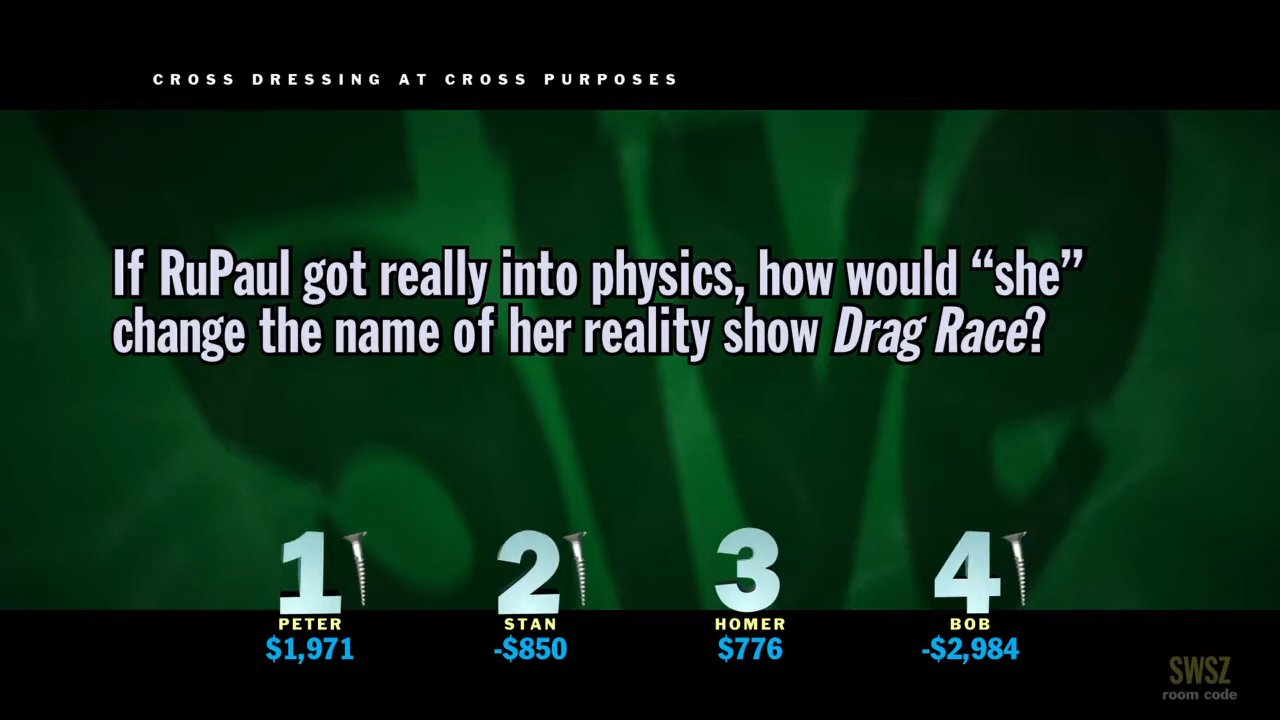 CROSS DRESSING AT CROSS PURPOSES
If RuPaul got really into physics, how would “she”
change the name of her reality show Drag Race?
1 2 3 4
PETER STAN HOMER BOB
$1,971 -$850 $776 -$2,984
SWSZ
room code